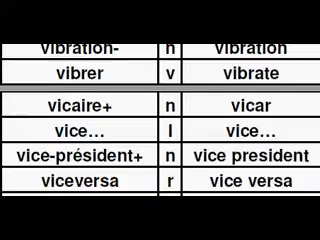 vibration- n vibration
vibrer v vibrate
vicaire+ n vicar
vice... l vice...
vice-président+ n vice president
viceversa r vice versa